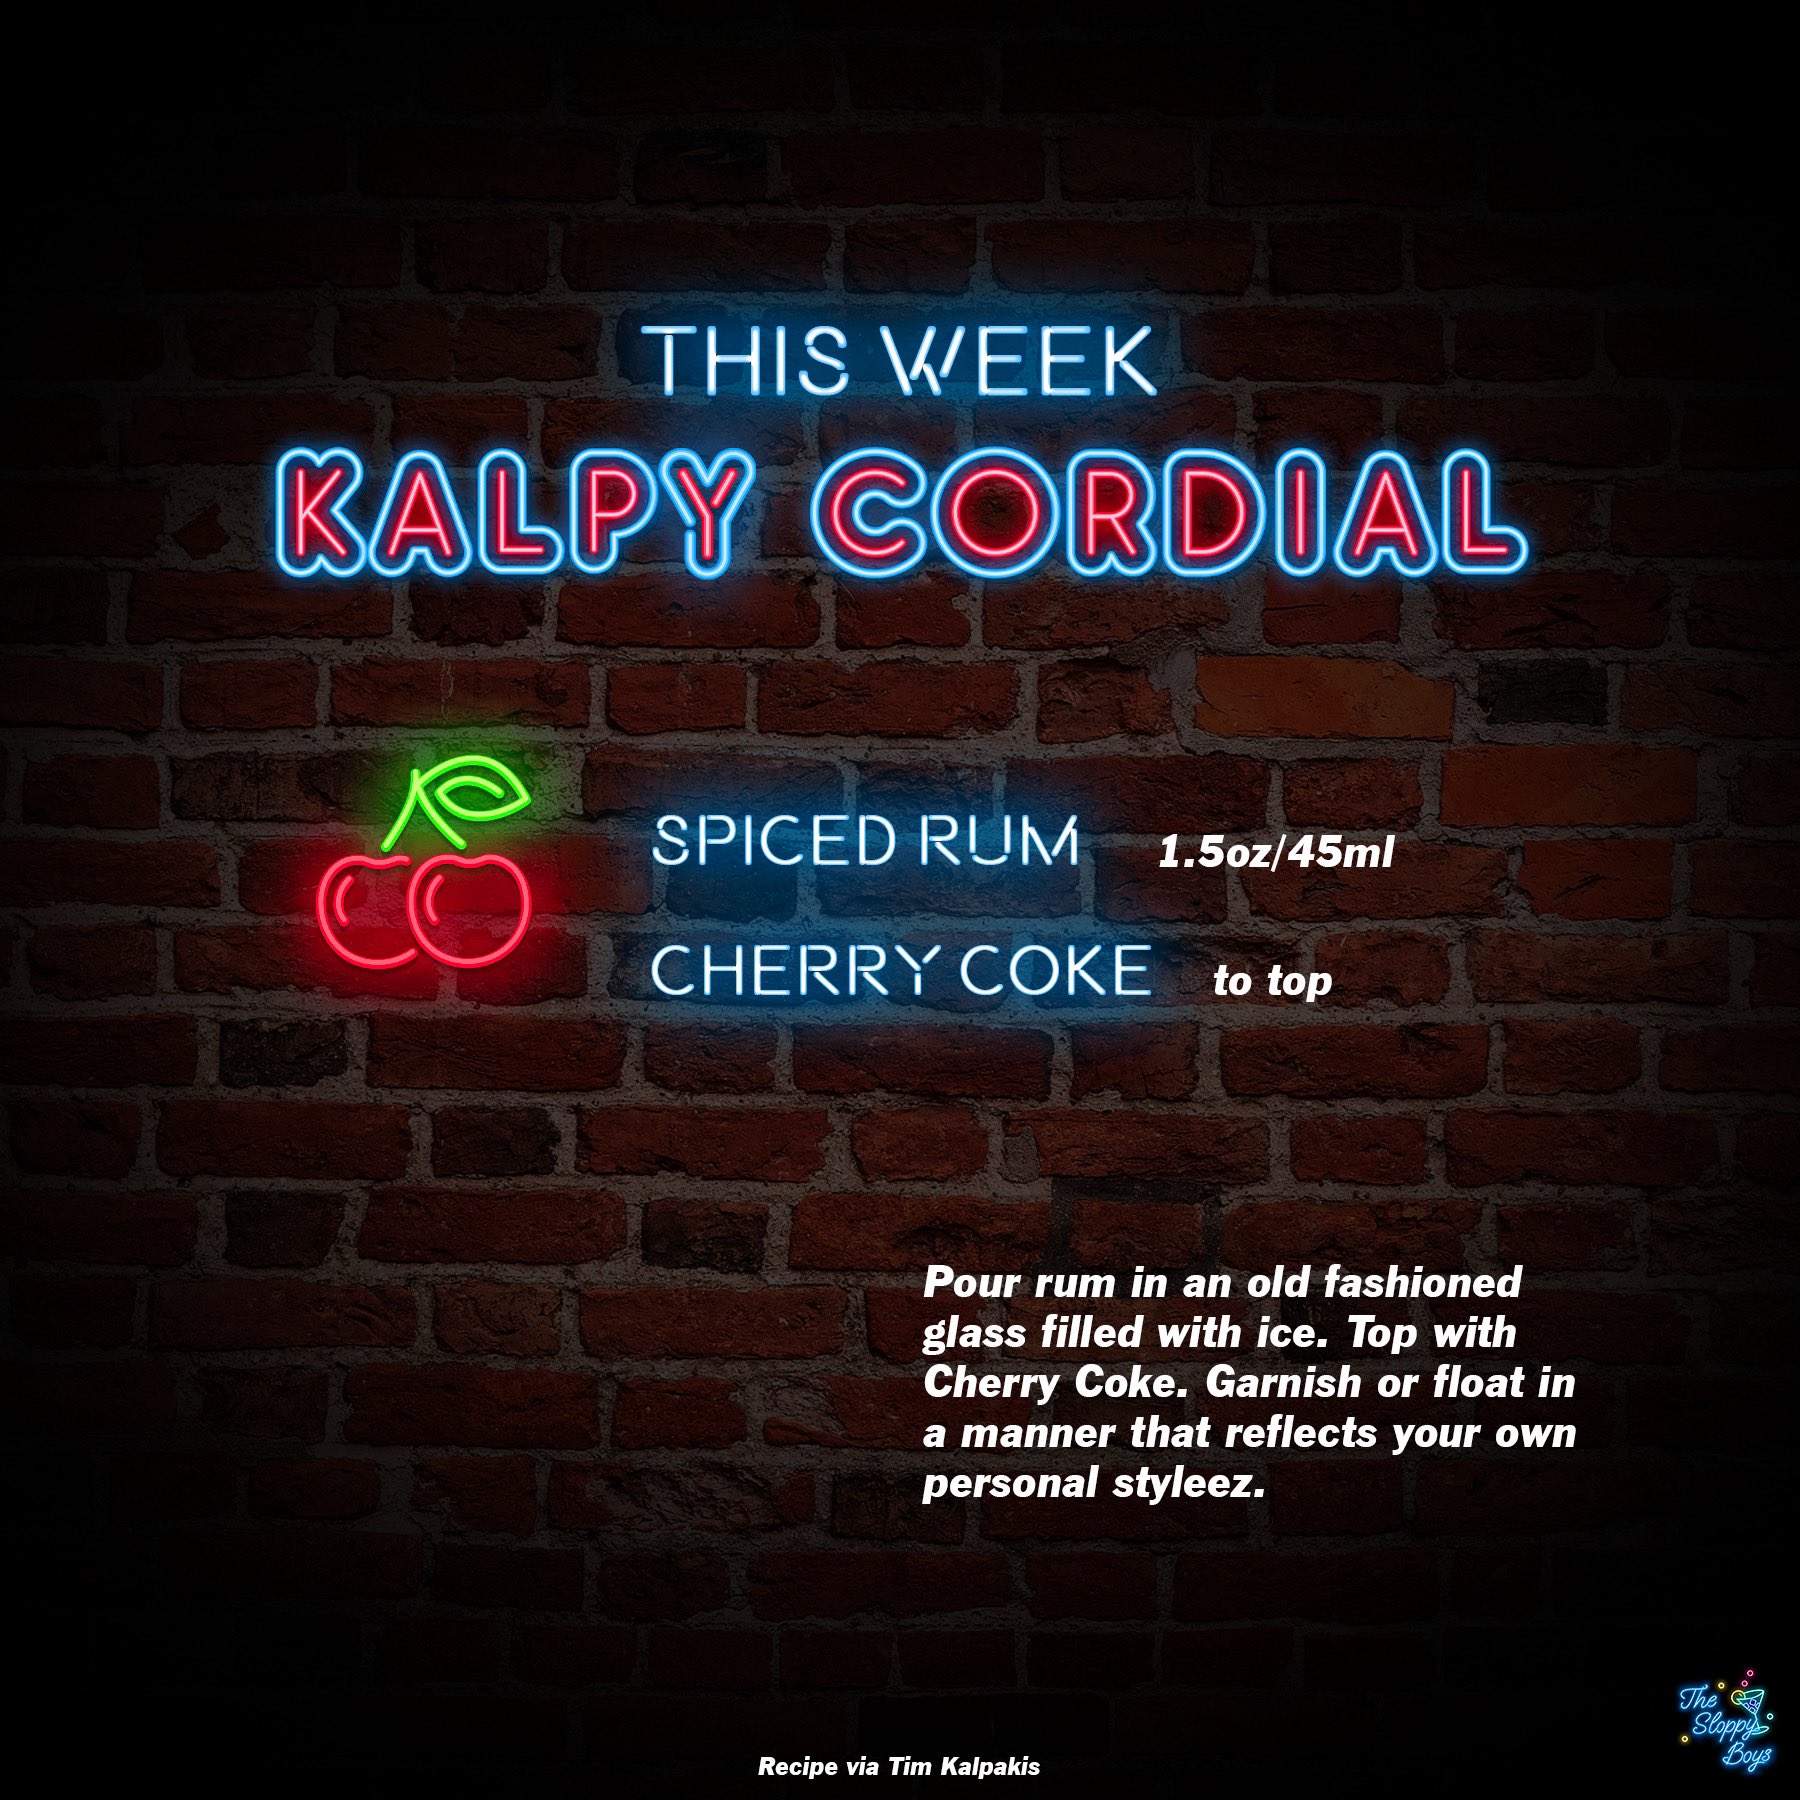 THIS WEEK
KALPY CORDIAL
SPICED RUM 1.5oz/45ml
CHERRY COKE to top
Pour rum in an old fashioned
glass filled with ice. Top with
Cherry Coke. Garnish or float in
a manner that reflects your own
personal styleez.
The
Sloppy
Boys
Recipe via Tim Kalpakis